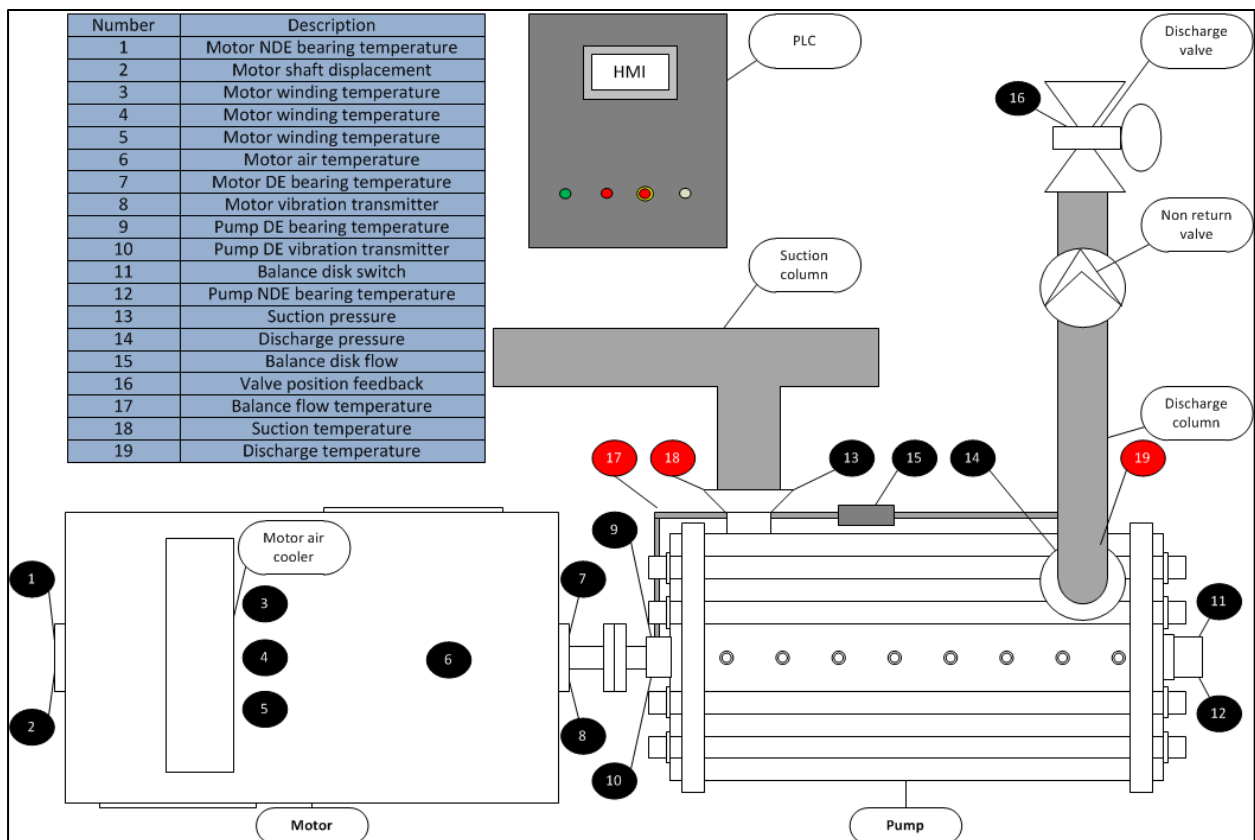 Number Description
1 Motor NDE bearing temperature
2 Motor shaft displacement
3 Motor winding temperature
4 Motor winding temperature
5 Motor winding temperature
6 Motor air temperature
7 Motor DE bearing temperature
8 Motor vibration transmitter
9 Pump DE bearing temperature
10 Pump DE vibration transmitter
11 Balance disk switch
12 Pump NDE bearing temperature
13 Suction pressure
14 Discharge pressure
15 Balance disk flow
16 Valve position feedback
17 Balance flow temperature
18 Suction temperature
19 Discharge temperature
HMI
PLC
Discharge
valve
16
Non return
valve
Suction
column
Discharge
column
17
18
13
15
14
19
Motor air
cooler
1
2
3
4
5
6
7
8
9
10
11
12
Motor
Pump